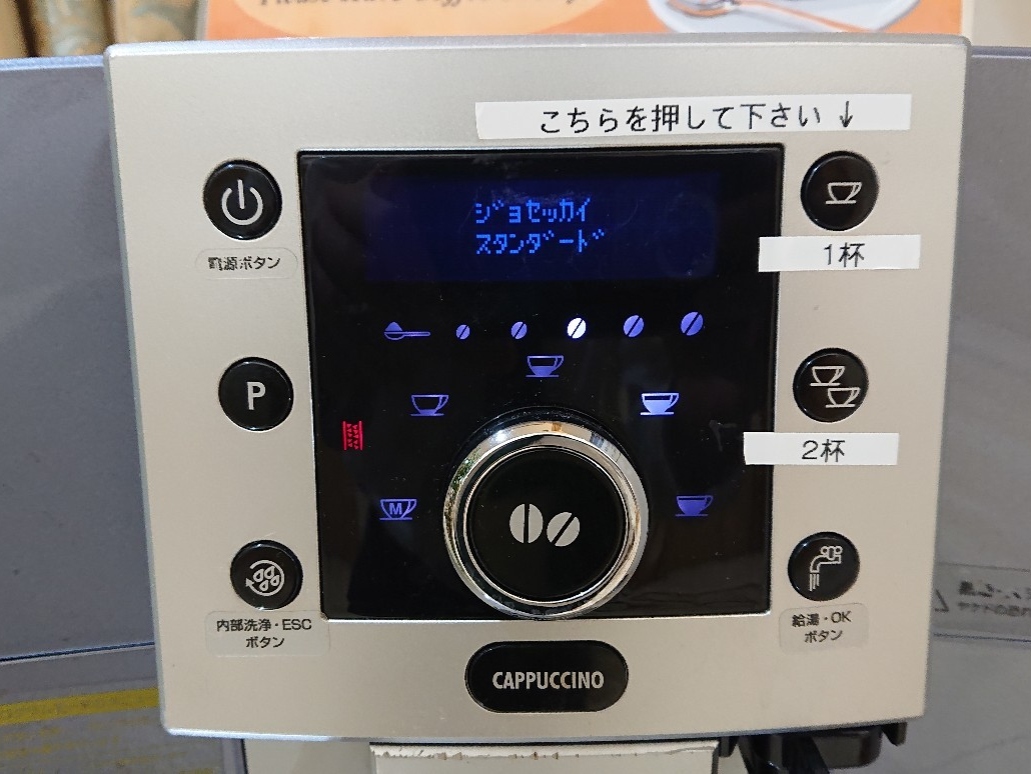 こちらを押して下さい ↓
ジョセッカイ
スタンダード
電源ボタン
1杯
P
2杯
M
内部洗浄・ESC
ボタン
給湯・OK
ボタン
CAPPUCCINO